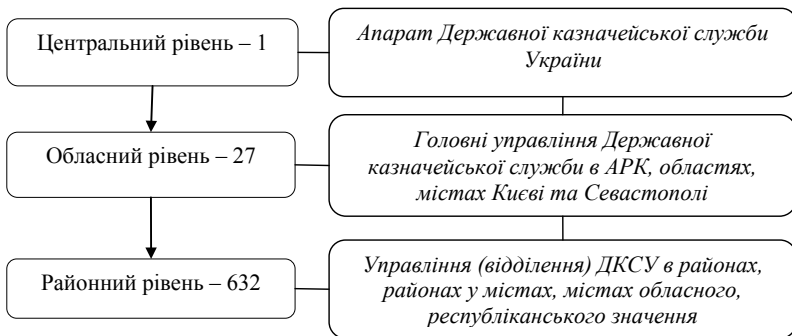 Центральний рівень – 1
Апарат Державної казначейської служби
України
Обласний рівень – 27
Головні управління Державної
казначейської служби в АРК, областях,
містах Києві та Севастополі
Районний рівень – 632
Управління (відділення) ДКСУ в районах,
районах у містах, містах обласного,
республіканського значення